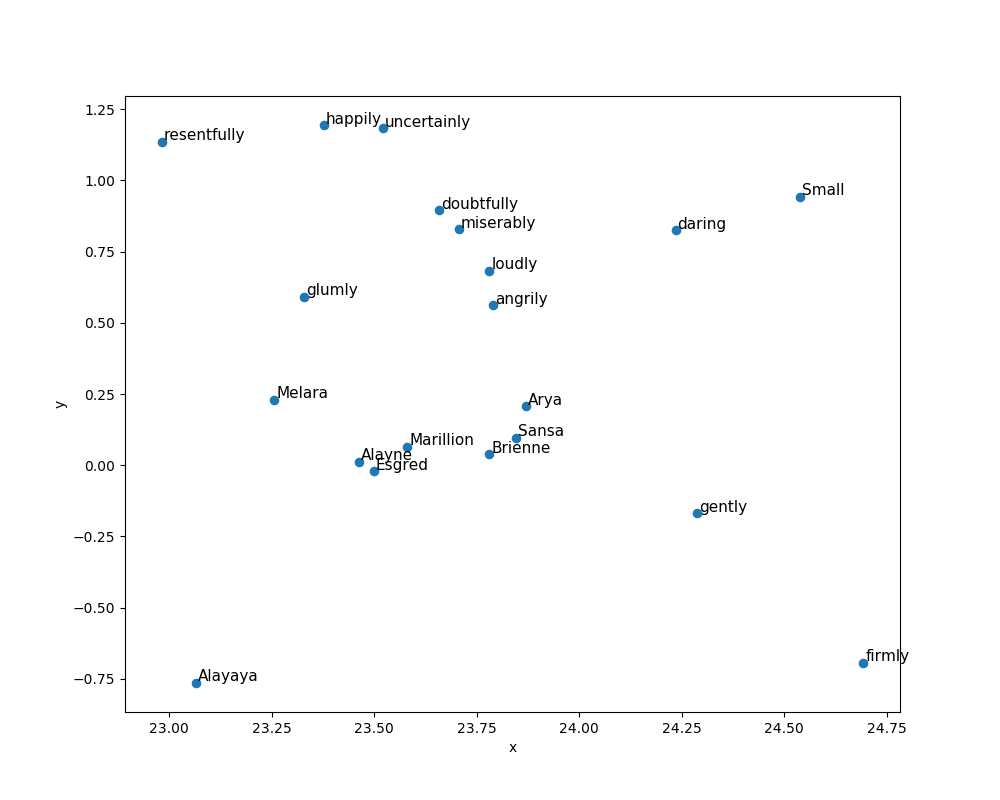 1.25
1.00
0.75
0.50
0.25
0.00
−0.25
−0.50
−0.75
y
resentfully
happily
uncertainly
doubtfully
miserably
Small
daring
loudly
angrily
glumly
Melara
Arya
Sansa
Brienne
Marillion
Alayne
Esgred
gently
firmly
Alayaya
23.00
23.25
23.50
23.75
24.00
24.25
24.50
24.75
x